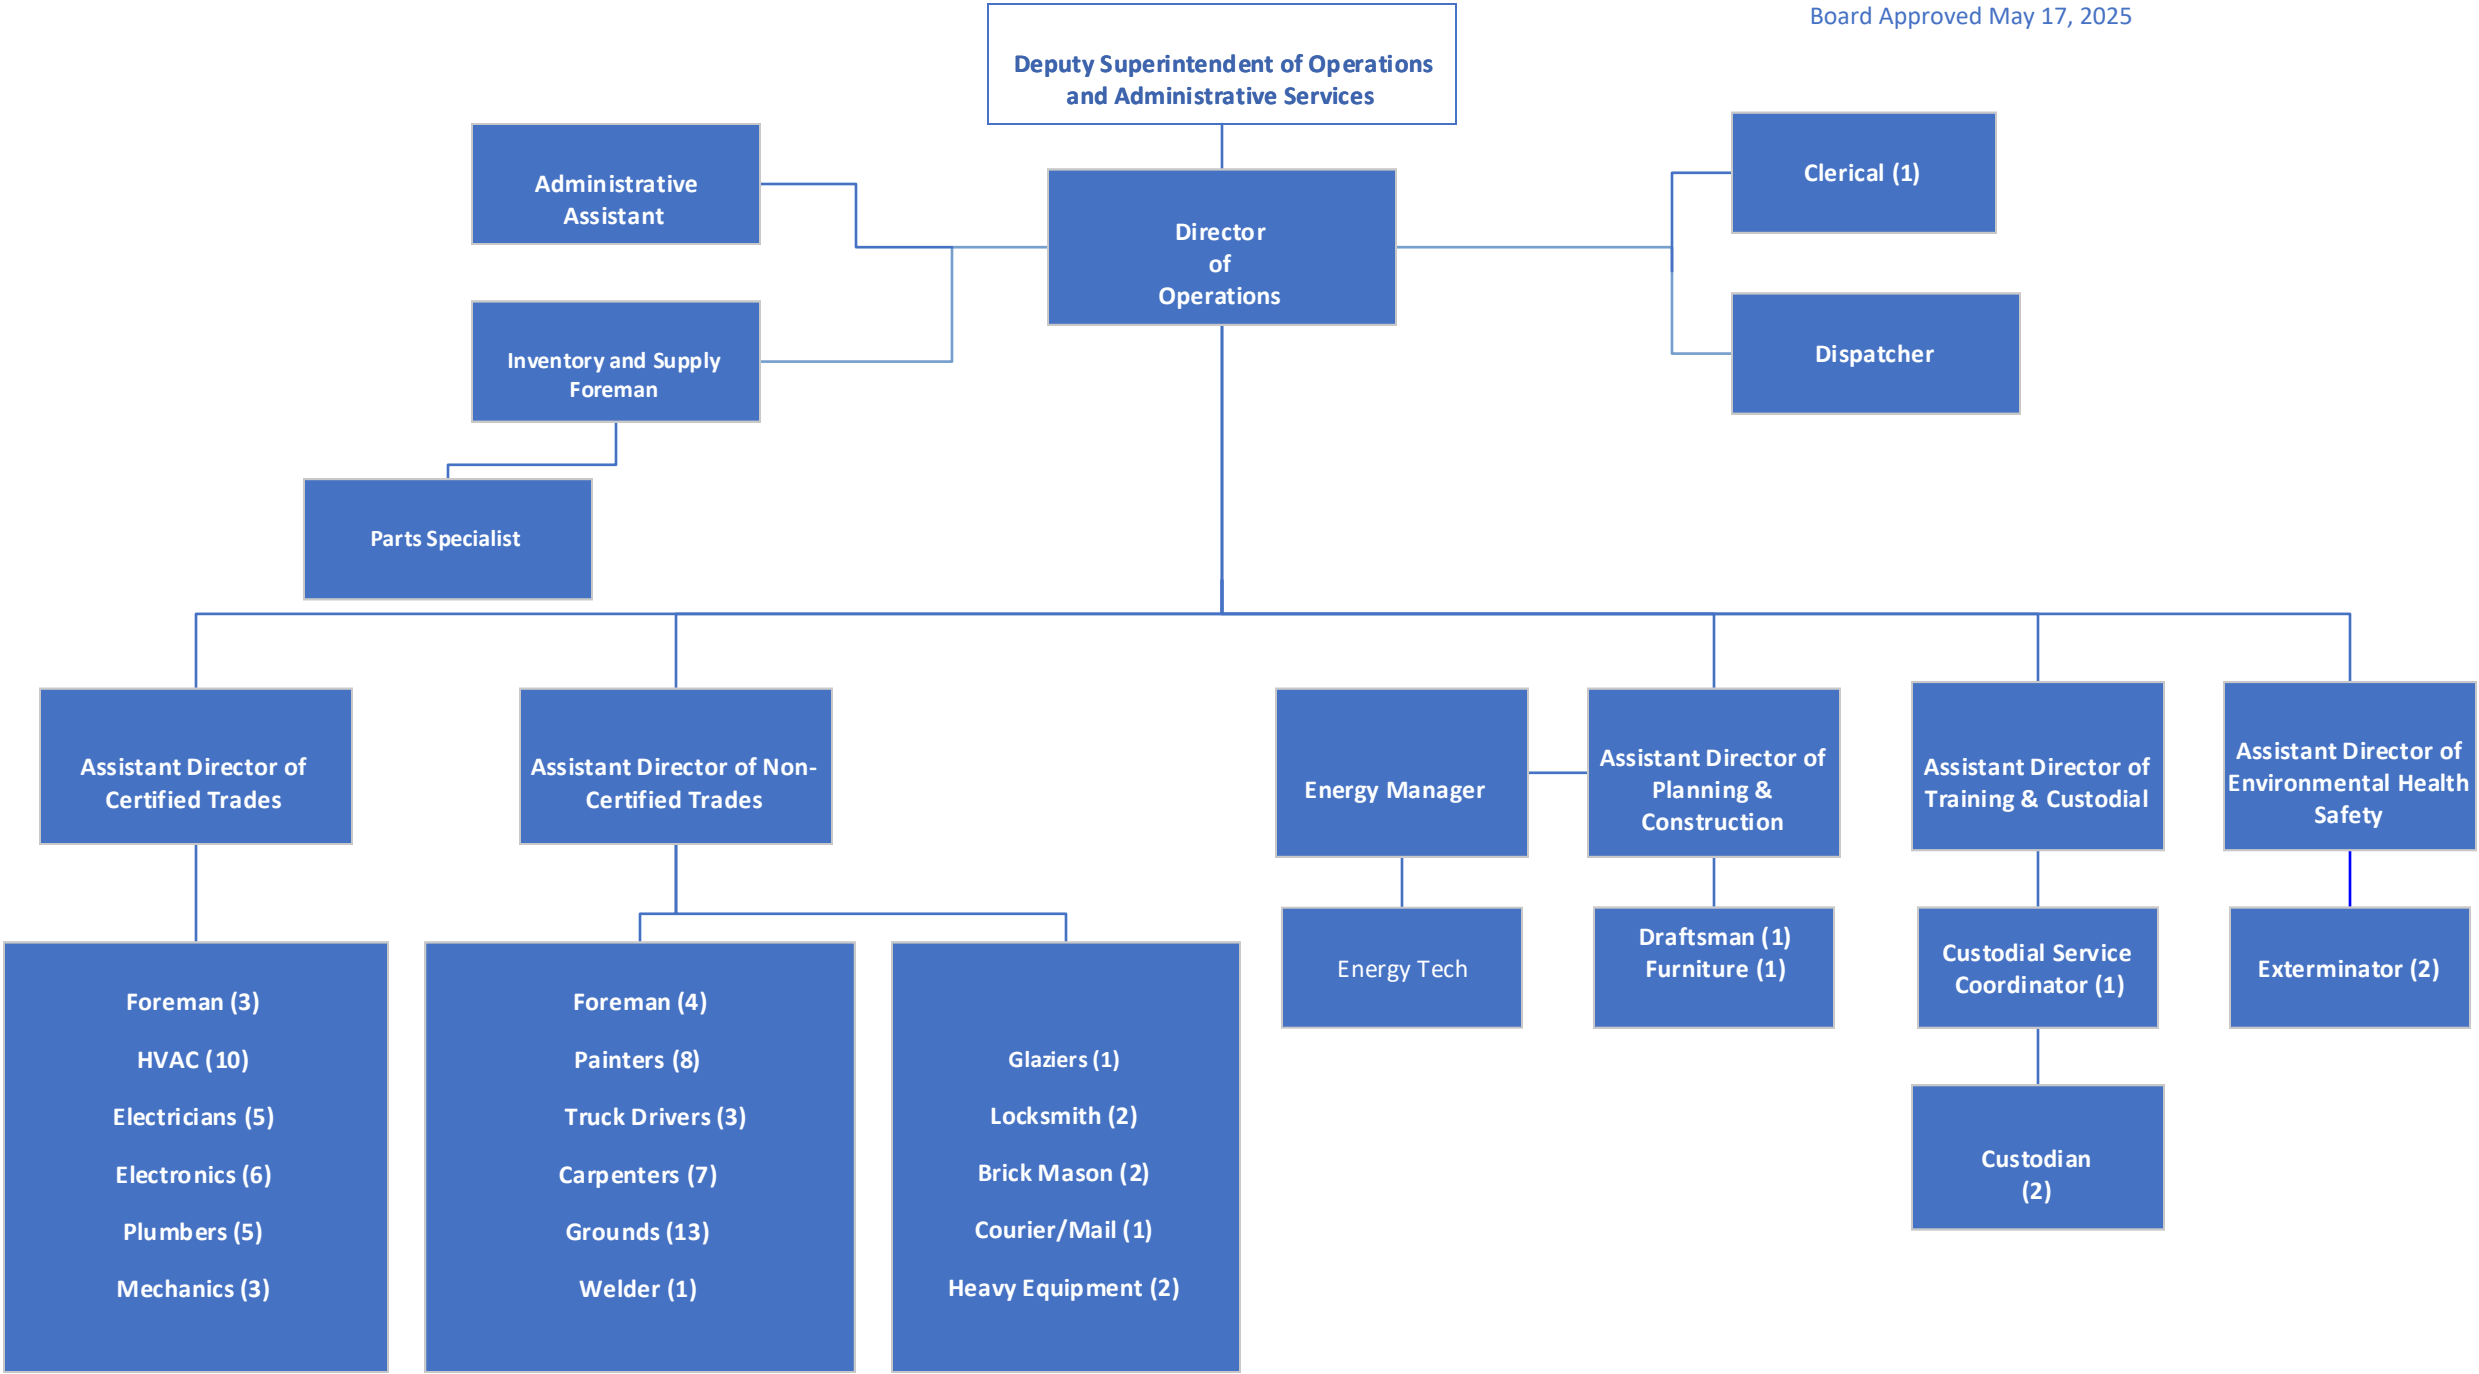 Board Approved May 17, 2025
Deputy Superintendent of Operations
and Administrative Services
Administrative
Assistant
Director
of
Operations
Clerical (1)
Inventory and Supply
Foreman
Dispatcher
Parts Specialist
Assistant Director of
Certified Trades
Assistant Director of Non-
Certified Trades
Energy Manager
Assistant Director of
Planning &
Construction
Assistant Director of
Training & Custodial
Assistant Director of
Environmental Health
Safety
Foreman (3)
HVAC (10)
Electricians (5)
Electronics (6)
Plumbers (5)
Mechanics (3)
Foreman (4)
Painters (8)
Truck Drivers (3)
Carpenters (7)
Grounds (13)
Welder (1)
Glaziers (1)
Locksmith (2)
Brick Mason (2)
Courier/Mail (1)
Heavy Equipment (2)
Energy Tech
Draftsman (1)
Furniture (1)
Custodial Service
Coordinator (1)
Exterminator (2)
Custodian
(2)